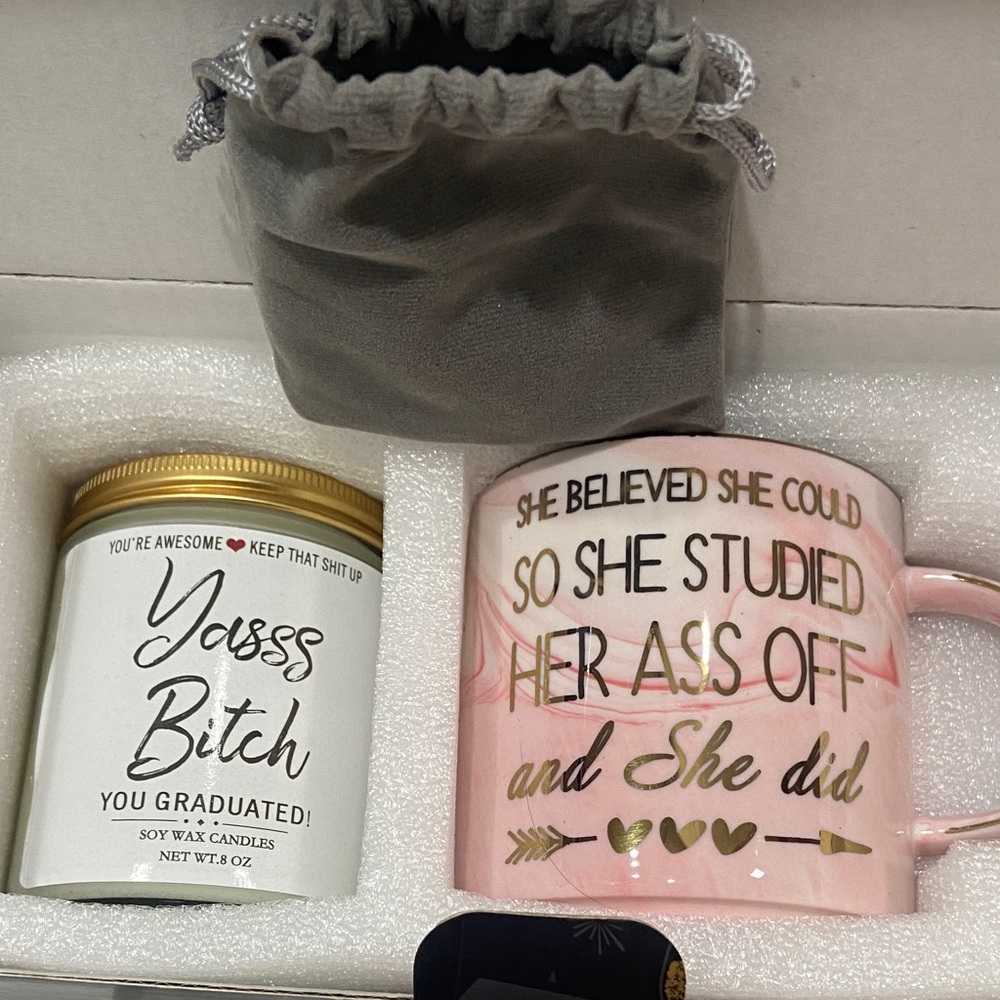 YOU'RE AWESOME ❤ KEEP THAT SHIT UP
Yasss
Bitch
YOU GRADUATED!
SOY WAX CANDLES
NET WT.8 OZ
SHE BELIEVED SHE COULD
SO SHE STUDIED
HER ASS OFF
and She did